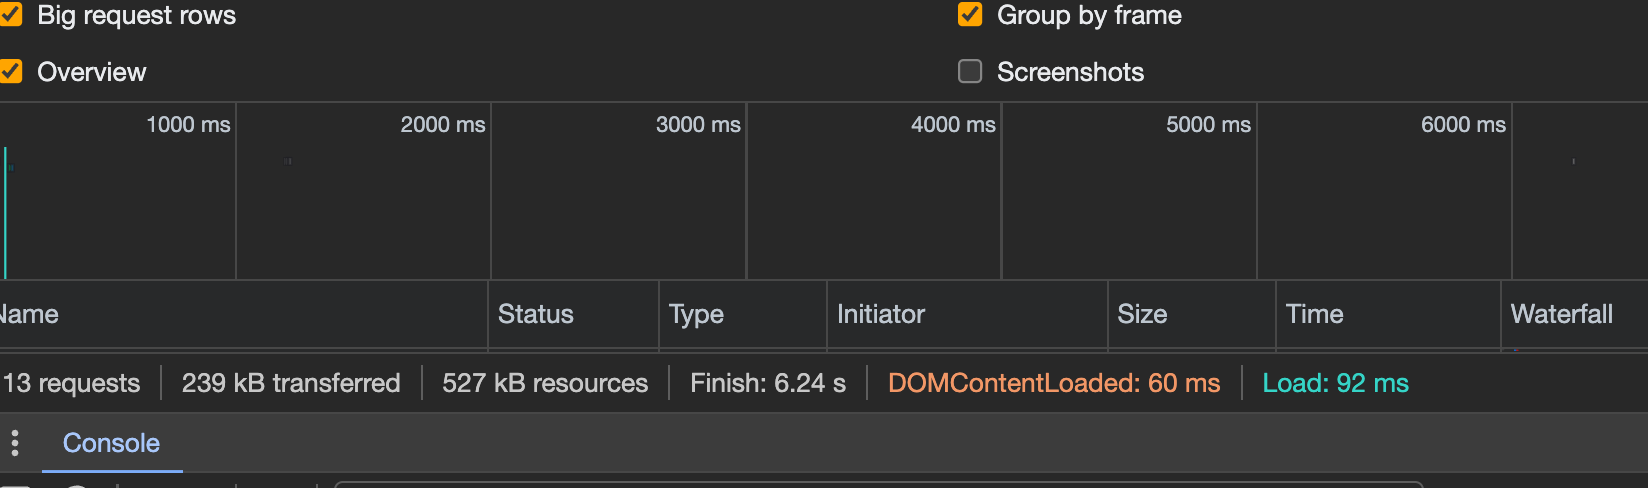 Big request rows
Group by frame
Overview
Screenshots
1000 ms 2000 ms 3000 ms 4000 ms 5000 ms 6000 ms
Name Status Type Initiator Size Time Waterfall
13 requests 239 kB transferred 527 kB resources Finish: 6.24 s DOMContentLoaded: 60 ms Load: 92 ms
Console